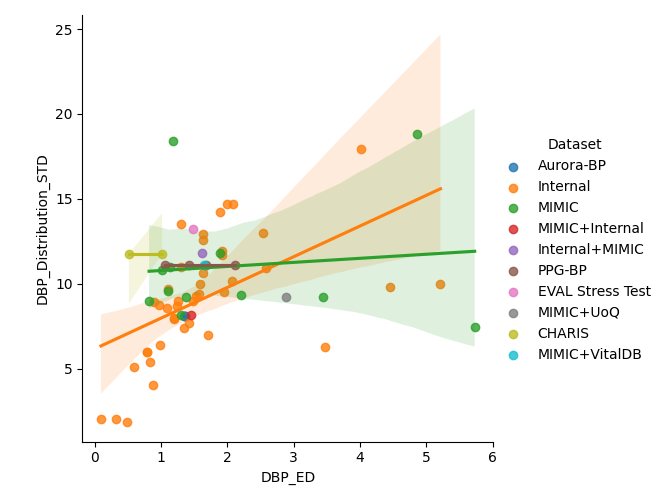 25
20
15
10
5
DBP_Distribution_STD
0
1
2
3
4
5
6
DBP_ED
Dataset
Aurora-BP
Internal
MIMIC
MIMIC+Internal
Internal+MIMIC
PPG-BP
EVAL Stress Test
MIMIC+UoQ
CHARIS
MIMIC+VitalDB